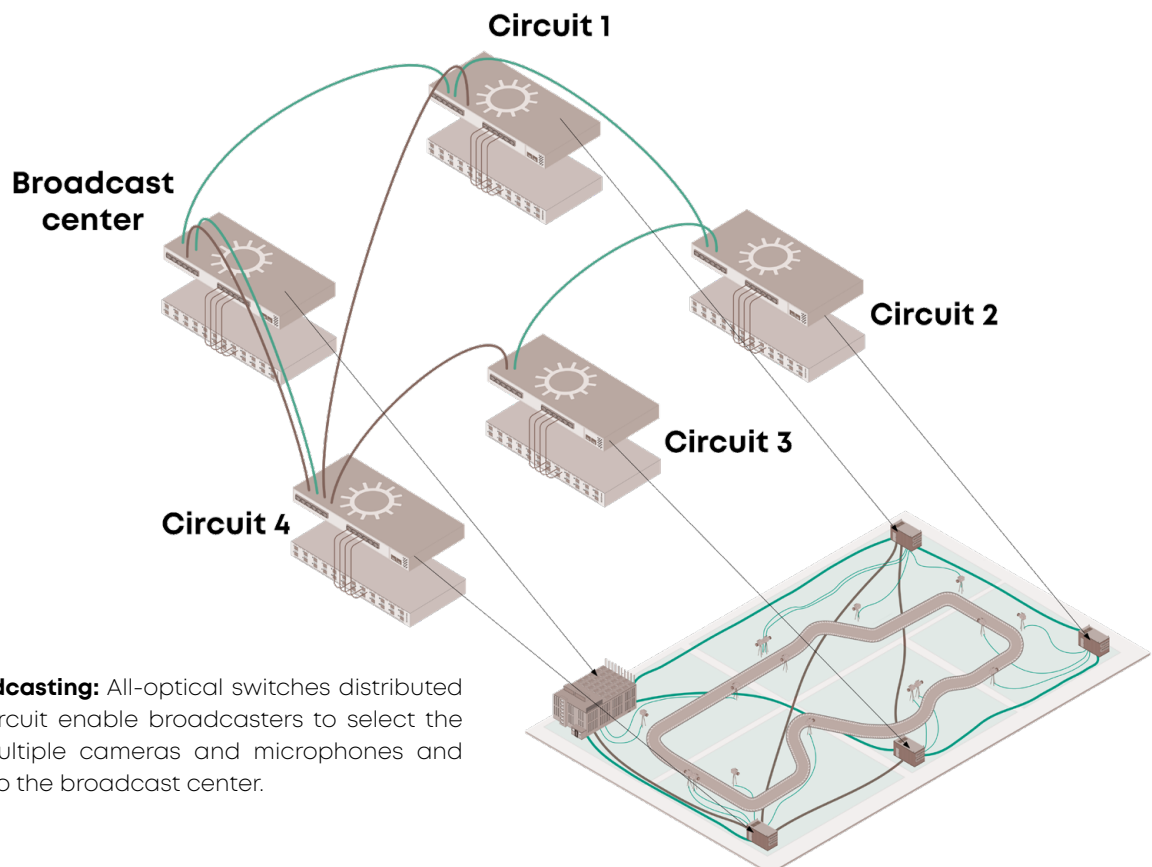 Circuit 1
Broadcast
center
Circuit 2
Circuit 3
Circuit 4
dcasting: All-optical switches distributed
ircuit enable broadcasters to select the
ultiple cameras and microphones and
o the broadcast center.